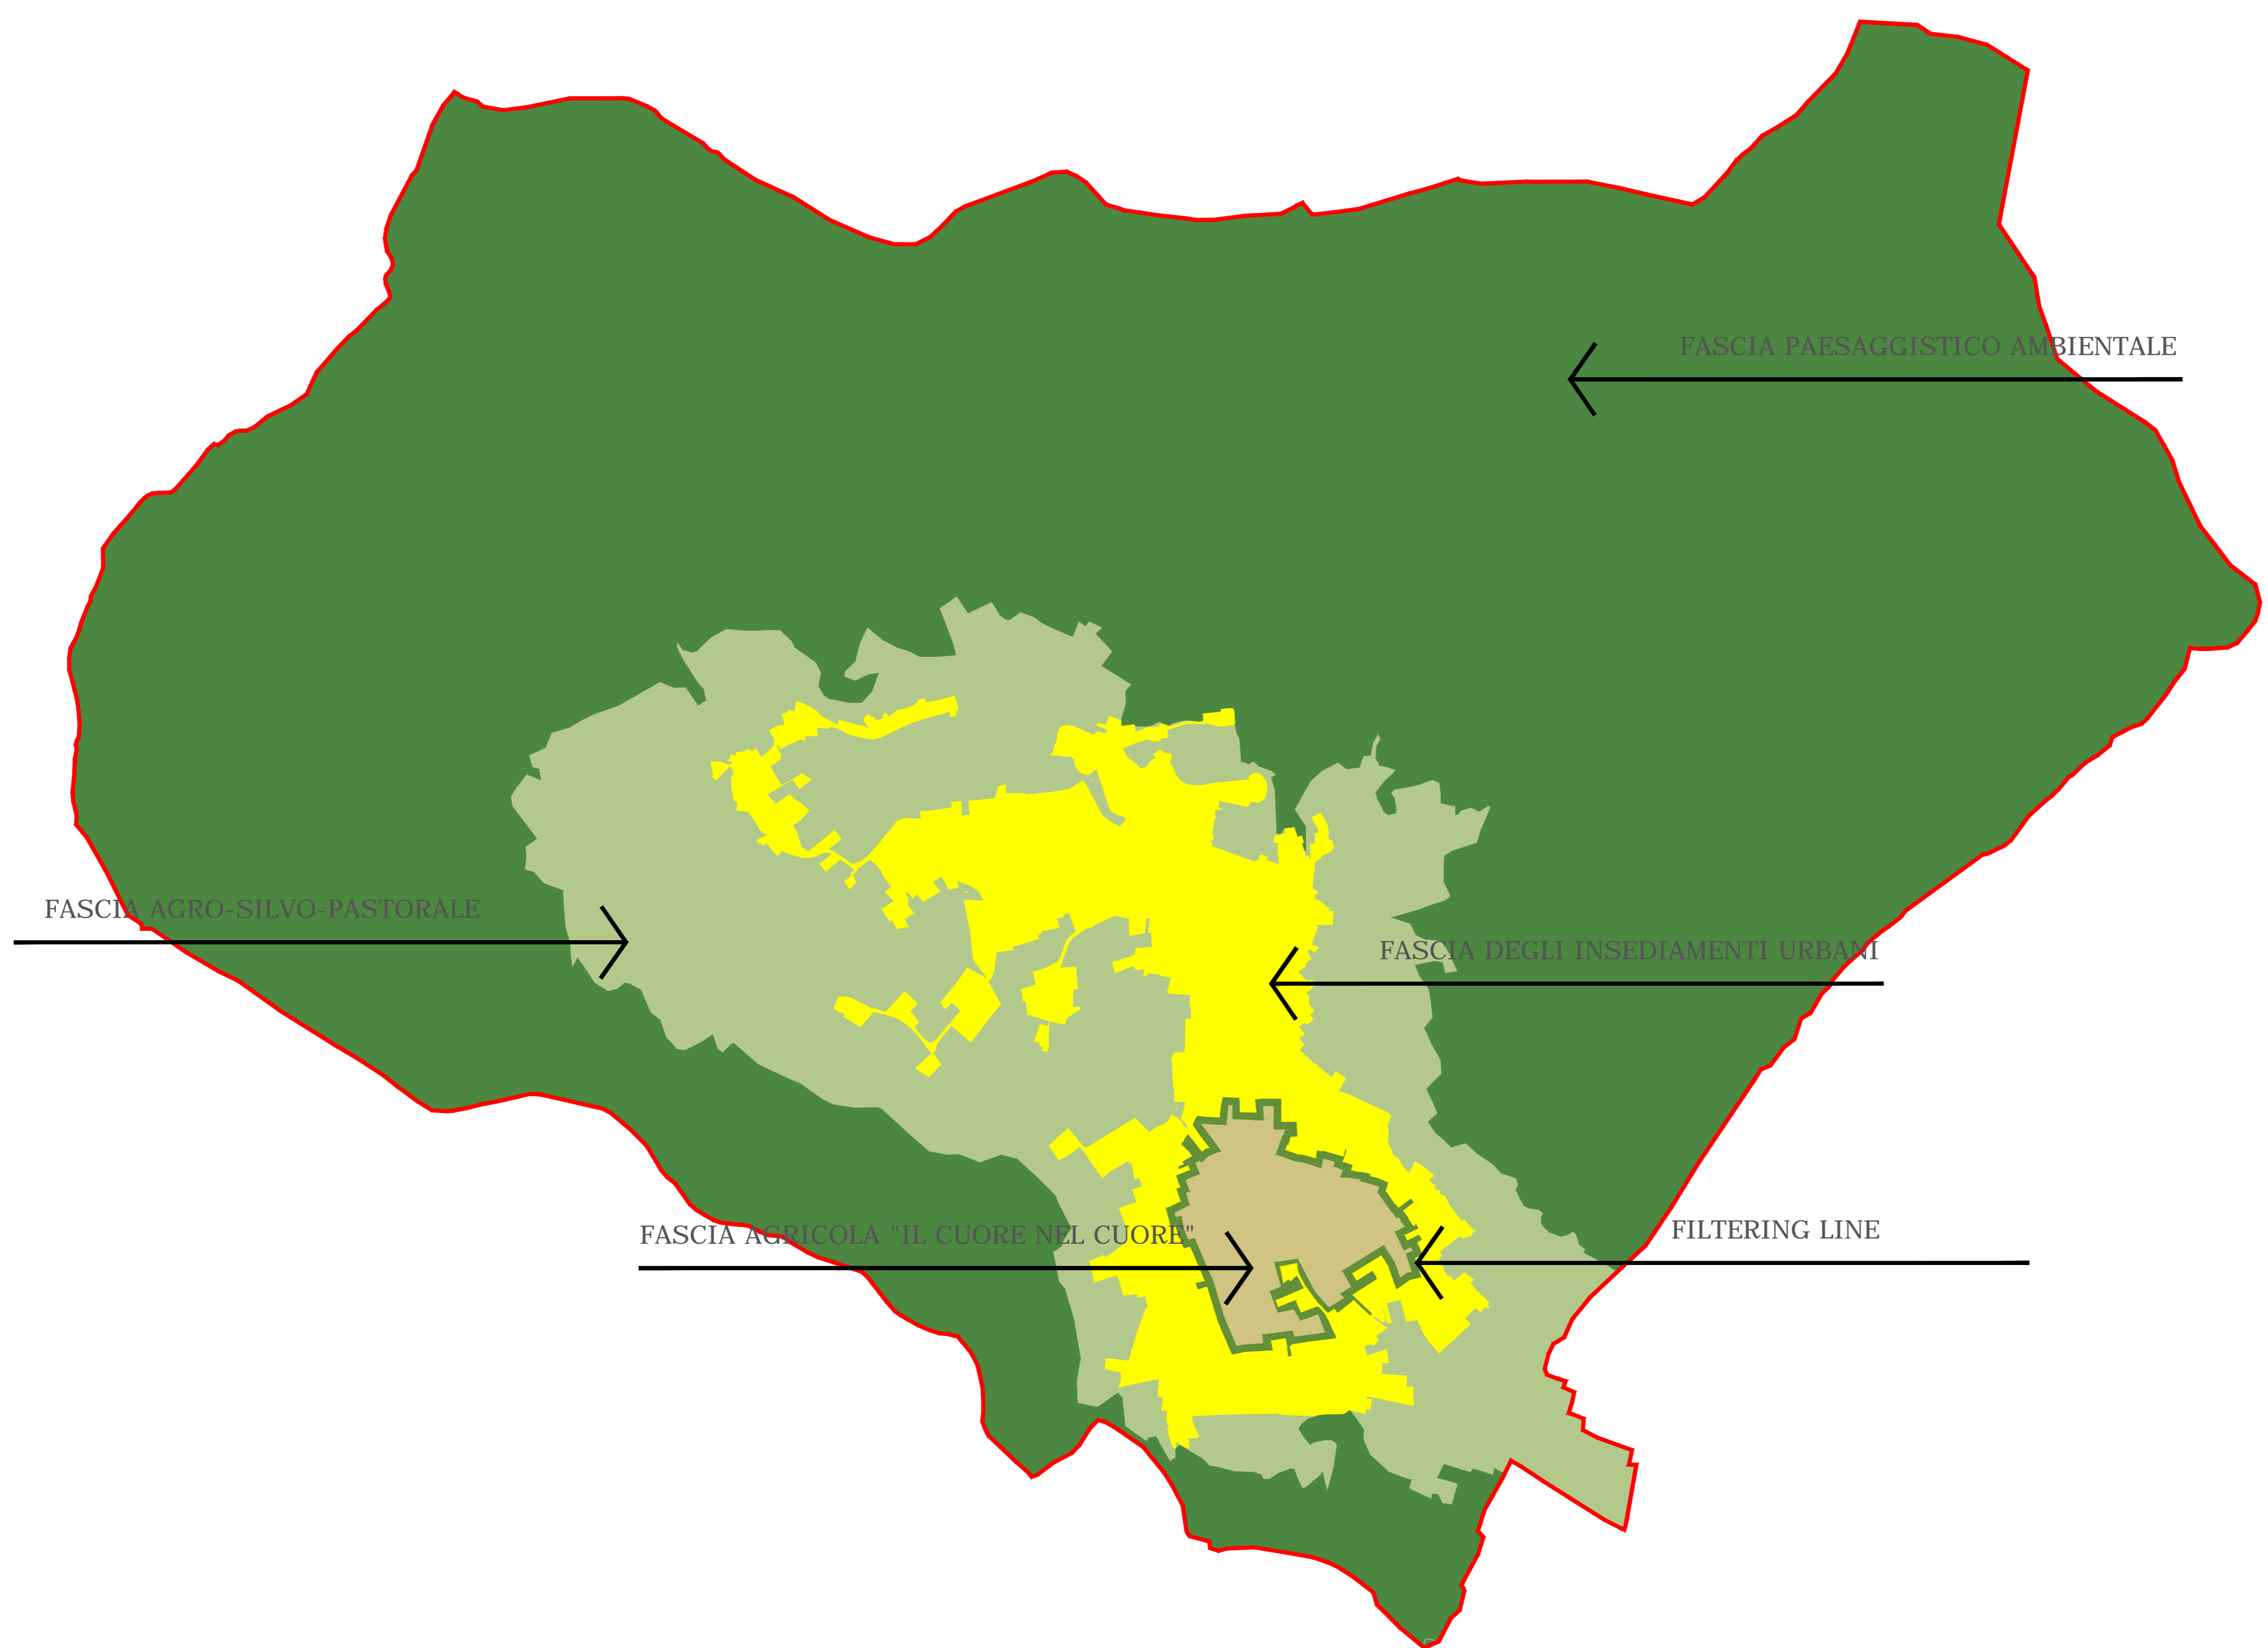 FASCIA PAESAGGISTICO AMBIENTALE
FASCIA AGRO-SILVO-PASTORALE
FASCIA DEGLI INSEDIAMENTI URBANI
FASCIA AGRICOLA "IL CUORE NEL CUORE"
FILTERING LINE